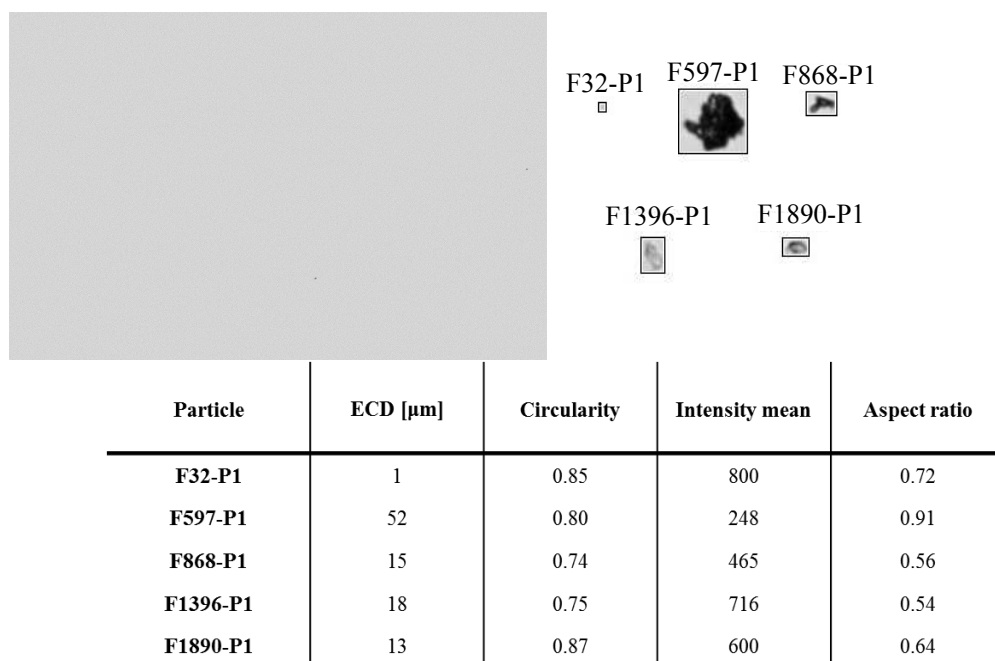 F32-P1 F597-P1 F868-P1
F1396-P1 F1890-P1
Particle ECD [µm] Circularity Intensity mean Aspect ratio
F32-P1 1 0.85 800 0.72
F597-P1 52 0.80 248 0.91
F868-P1 15 0.74 465 0.56
F1396-P1 18 0.75 716 0.54
F1890-P1 13 0.87 600 0.64